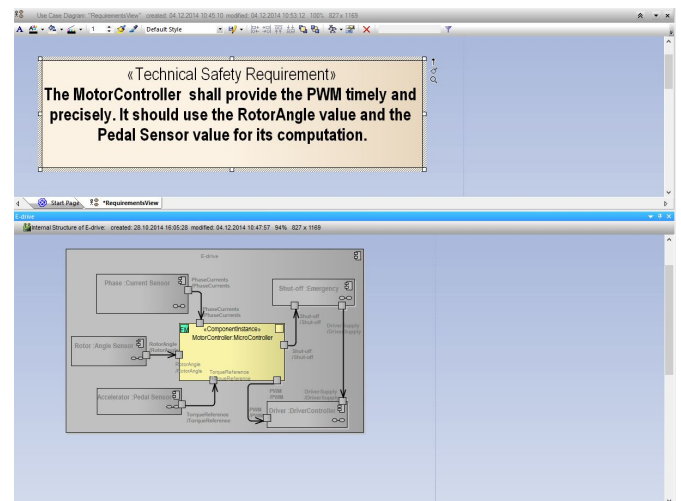 Use Case Diagram: "RequirementsView" created: 04.12.2014 10:45:10 modified: 04.12.2014 10:53:12 100% 827 x 1169
1
Default Style
«Technical Safety Requirement»
The MotorController shall provide the PWM timely and
precisely. It should use the RotorAngle value and the
Pedal Sensor value for its computation.
Start Page
*RequirementsView
E-drive
Internal Structure of E-drive: created: 28.10.2014 16:05:28 modified: 04.12.2014 10:47:57 94% 827 x 1169
E-drive
Phase :Current Sensor
PhaseCurrents
/PhaseCurrents
Shut-off :Emergency
PhaseCurrents
/PhaseCurrents
Shut-off
/Shut-off
DriverSupply
/DriverSupply
EM
«ComponentInstance»
MotorController:MicroController
Rotor :Angle Sensor
RotorAngle
/RotorAngle
Shut-off
/Shut-off
RotorAngle
/RotorAngle
TorqueReference
/TorqueReference
Accelerator :Pedal Sensor
PWM
/PWM
DriverSupply
/DriverSupply
TorqueReference
/TorqueReference
PWM
/PWM
Driver :DriverController